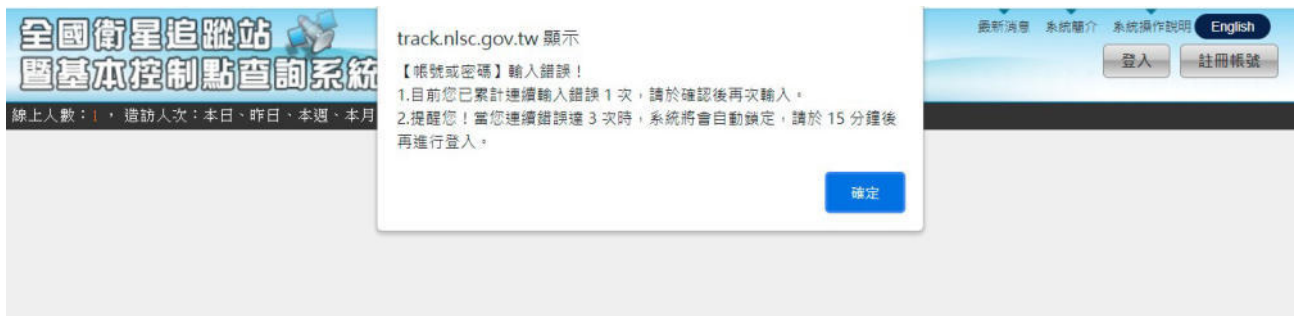 全國衛星追蹤站
暨基本控制點查詢系統
最新消息 系統簡介 系統操作說明 English
登入 註冊帳號
線上人數：1，造訪人次：本日、昨日、本週、本月
track.nlsc.gov.tw 顯示
【帳號或密碼】輸入錯誤！
1.目前您已累計連續輸入錯誤 1 次，請於確認後再次輸入。
2.提醒您！當您連續錯誤達 3 次時，系統將會自動鎖定，請於 15 分鐘後
再進行登入。
確定